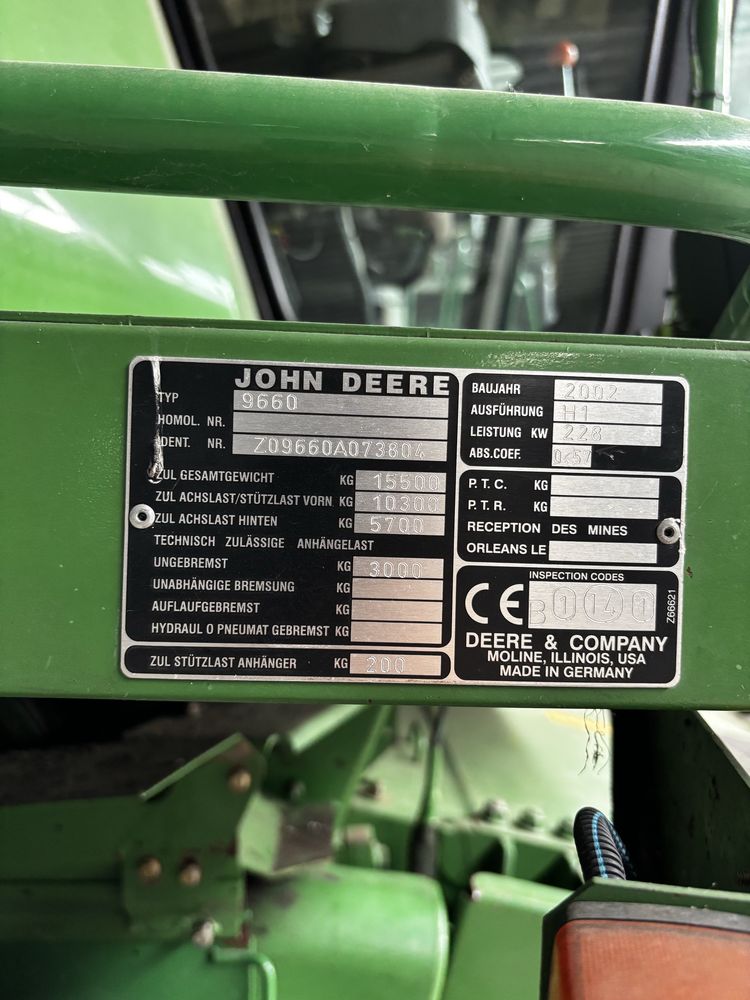 JOHN DEERE
TYP 9660
HOMOL. NR.
IDENT. NR. Z09660A073804
ZUL GESAMTGEWICHT KG 15500
ZUL ACHSLAST/STÜTZLAST VORN KG 10300
ZUL ACHSLAST HINTEN KG 5700
TECHNISCH ZULÄSSIGE ANHÄNGELAST
UNGEBREMST KG 3000
UNABHÄNGIGE BREMSUNG KG
AUFLAUFGEBREMST KG
HYDRAUL O PNEUMAT GEBREMST KG
ZUL STÜTZLAST ANHÄNGER KG 200
BAUJAHR 2002
AUSFÜHRUNG H1
LEISTUNG KW 228
ABS.COEF.
P.T.C. KG
P.T.R. KG
RECEPTION DES MINES
ORLEANS LE
INSPECTION CODES
CE B 0 14 0
DEERE & COMPANY
MOLINE, ILLINOIS, USA
MADE IN GERMANY
Z66621